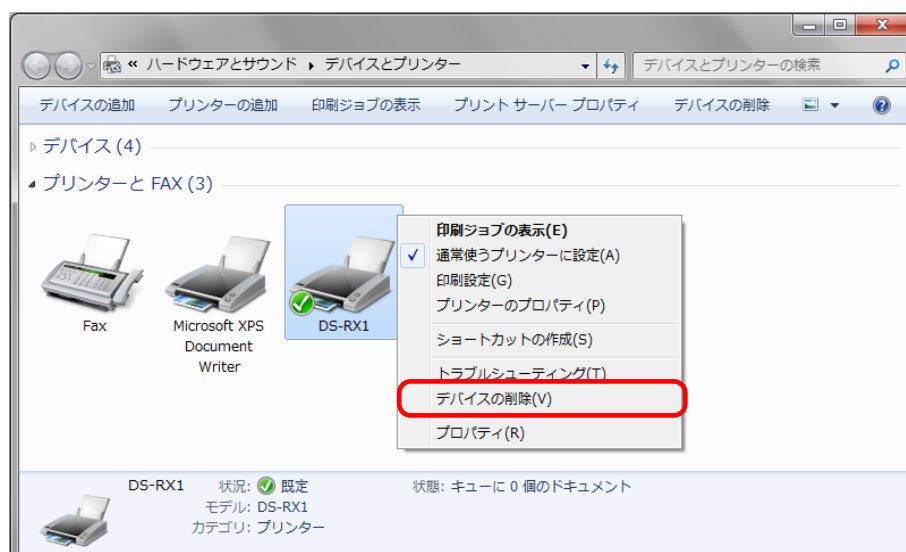 « ハードウェアとサウンド ▸ デバイスとプリンター
デバイスとプリンターの検索
デバイスの追加 プリンターの追加 印刷ジョブの表示 プリント サーバー プロパティ デバイスの削除
デバイス (4)
プリンターと FAX (3)
Fax
Microsoft XPS
Document
Writer
DS-RX1
印刷ジョブの表示(E)
通常使うプリンターに設定(A)
印刷設定(G)
プリンターのプロパティ(P)
ショートカットの作成(S)
トラブルシューティング(T)
デバイスの削除(V)
プロパティ(R)
DS-RX1 状況: 既定 状態: キューに 0 個のドキュメント
モデル: DS-RX1
カテゴリ: プリンター